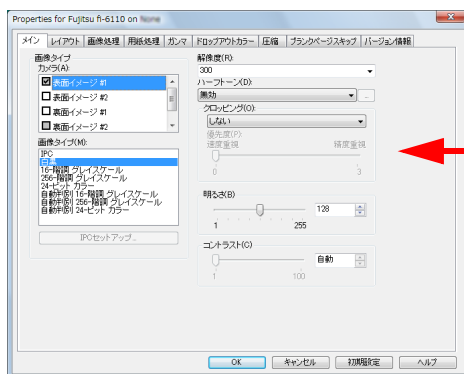 Properties for Fujitsu fi-6110 on None
メイン レイアウト 画像処理 用紙処理 ガンマ ドロップアウトカラー 圧縮 ブランクページスキップ バージョン情報
画像タイプ
カメラ(A):
表面イメージ #1
表面イメージ #2
裏面イメージ #1
裏面イメージ #2
画像タイプ(M):
IPC
白黒
16-階調 グレイスケール
256-階調 グレイスケール
24-ビット カラー
自動判別 16-階調 グレイスケール
自動判別 256-階調 グレイスケール
自動判別 24-ビット カラー
IPCセットアップ...
解像度(R):
300
ハーフトーン(D):
無効
...
クロッピング(O):
しない
優先度(P)
速度重視 精度重視
0 3
明るさ(B)
128
1 255
コントラスト(C)
自動
1 100
OK キャンセル 初期設定 ヘルプ